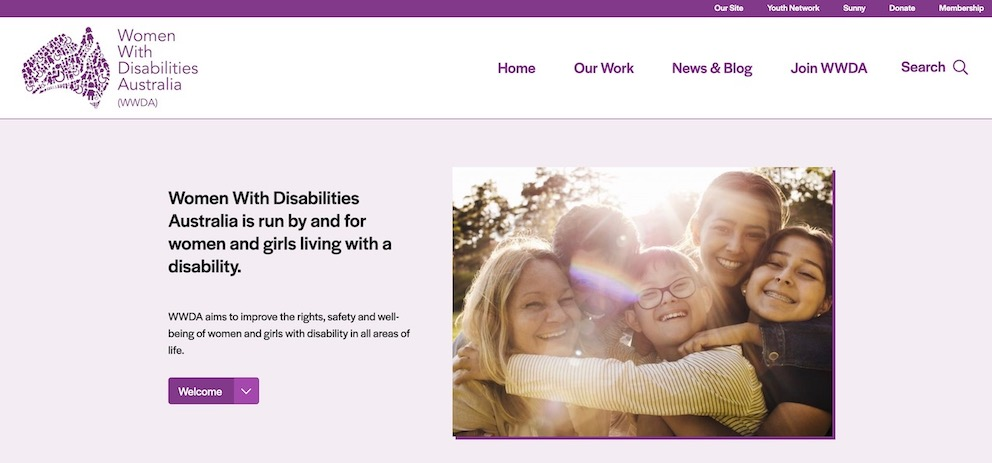 Our Site Youth Network Sunny Donate Membership
Women
With
Disabilities
Australia
(WWDA)
Home Our Work News & Blog Join WWDA Search
Women With Disabilities
Australia is run by and for
women and girls living with a
disability.
WWDA aims to improve the rights, safety and well-
being of women and girls with disability in all areas of
life.
Welcome